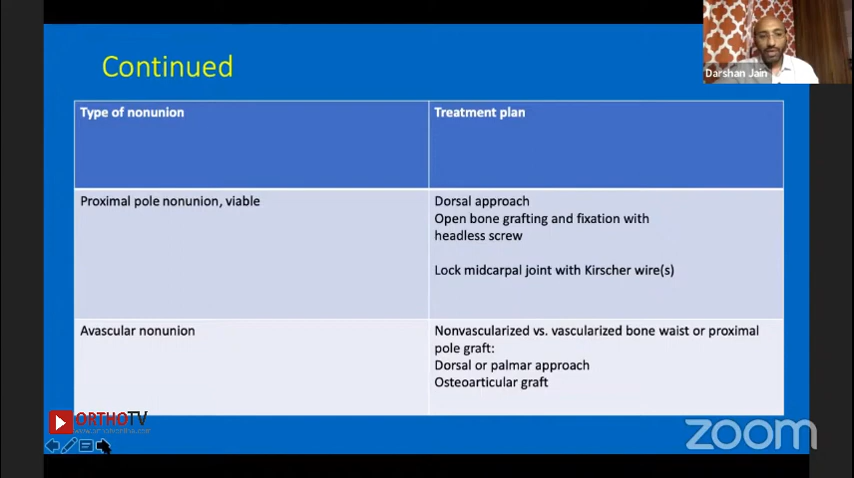 Continued
Darshan Jain
Type of nonunion
Treatment plan
Proximal pole nonunion, viable
Dorsal approach
Open bone grafting and fixation with
headless screw
Lock midcarpal joint with Kirscher wire(s)
Avascular nonunion
Nonvascularized vs. vascularized bone waist or proximal
pole graft:
Dorsal or palmar approach
Osteoarticular graft
ORTHOTV
zoom